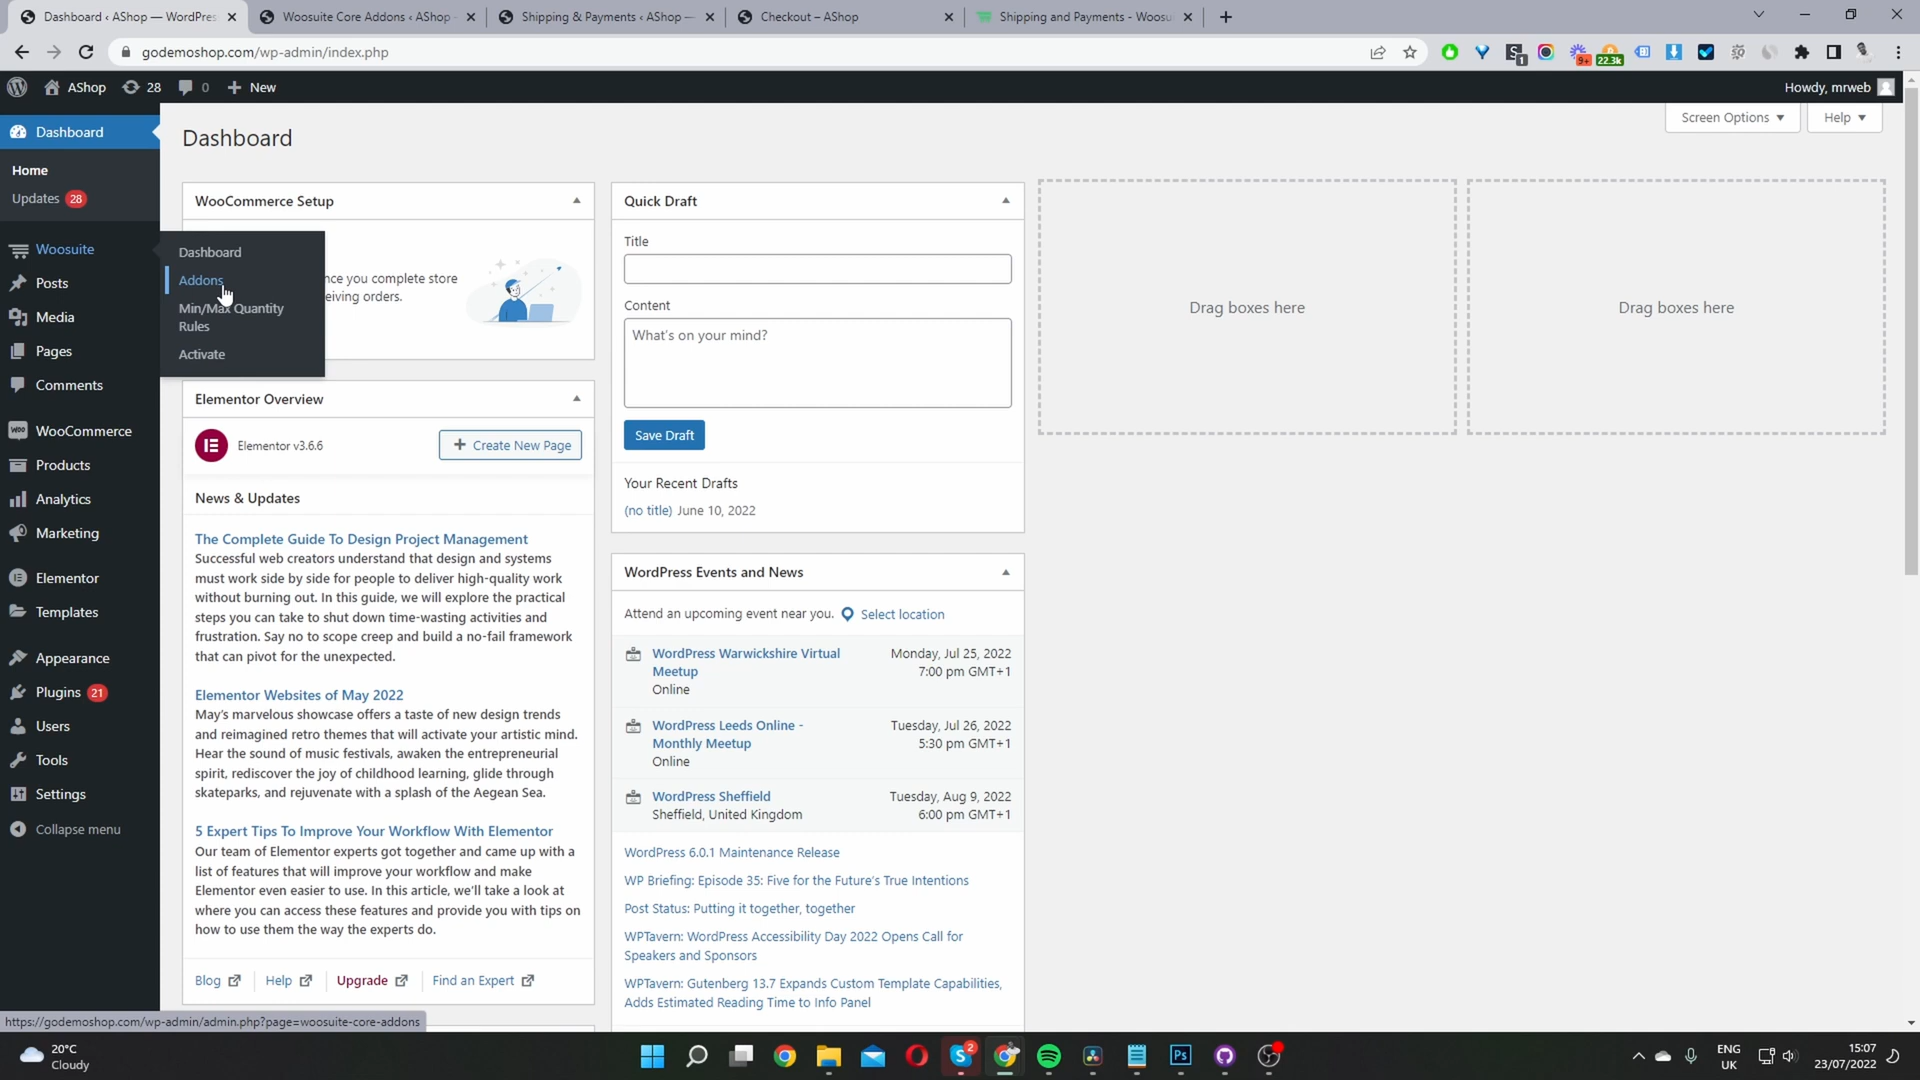 Dashboard ‹ AShop — WordPres
Woosuite Core Addons ‹ AShop
Shipping & Payments ‹ AShop —
Checkout – AShop
Shipping and Payments - Woosu
godemoshop.com/wp-admin/index.php
1
9+
22.3k
AShop
28
0
New
Howdy, mrweb
Dashboard
Home
Updates 28
Woosuite
Posts
Media
Pages
Comments
WooCommerce
Products
Analytics
Marketing
Elementor
Templates
Appearance
Plugins 21
Users
Tools
Settings
Collapse menu
Dashboard
Addons
Min/Max Quantity
Rules
Activate
Dashboard
Screen Options
Help
WooCommerce Setup
nce you complete store
eiving orders.
Elementor Overview
Elementor v3.6.6
Create New Page
News & Updates
The Complete Guide To Design Project Management
Successful web creators understand that design and systems
must work side by side for people to deliver high-quality work
without burning out. In this guide, we will explore the practical
steps you can take to shut down time-wasting activities and
frustration. Say no to scope creep and build a no-fail framework
that can pivot for the unexpected.
Elementor Websites of May 2022
May's marvelous showcase offers a taste of new design trends
and reimagined retro themes that will activate your artistic mind.
Hear the sound of music festivals, awaken the entrepreneurial
spirit, rediscover the joy of childhood learning, glide through
skateparks, and rejuvenate with a splash of the Aegean Sea.
5 Expert Tips To Improve Your Workflow With Elementor
Our team of Elementor experts got together and came up with a
list of features that will improve your workflow and make
Elementor even easier to use. In this article, we'll take a look at
where you can access these features and provide you with tips on
how to use them the way the experts do.
Blog
Help
Upgrade
Find an Expert
Quick Draft
Title
Content
What's on your mind?
Save Draft
Your Recent Drafts
(no title) June 10, 2022
WordPress Events and News
Attend an upcoming event near you. Select location
WordPress Warwickshire Virtual
Meetup
Online
Monday, Jul 25, 2022
7:00 pm GMT+1
WordPress Leeds Online -
Monthly Meetup
Online
Tuesday, Jul 26, 2022
5:30 pm GMT+1
WordPress Sheffield
Sheffield, United Kingdom
Tuesday, Aug 9, 2022
6:00 pm GMT+1
WordPress 6.0.1 Maintenance Release
WP Briefing: Episode 35: Five for the Future's True Intentions
Post Status: Putting it together, together
WPTavern: WordPress Accessibility Day 2022 Opens Call for
Speakers and Sponsors
WPTavern: Gutenberg 13.7 Expands Custom Template Capabilities,
Adds Estimated Reading Time to Info Panel
Drag boxes here
Drag boxes here
https://godemoshop.com/wp-admin/admin.php?page=woosuite-core-addons
20°C
Cloudy
2
Ps
ENG
UK
15:07
23/07/2022